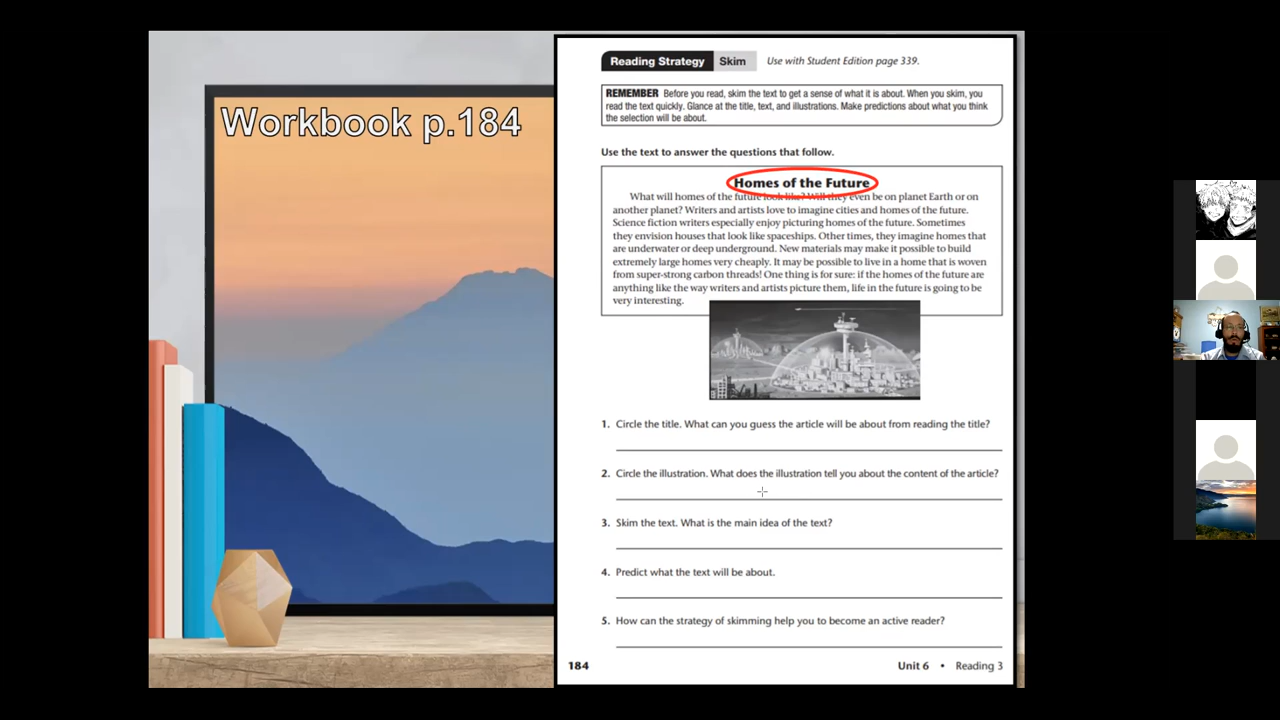 Workbook p.184
Reading Strategy Skim Use with Student Edition page 339.
REMEMBER Before you read, skim the text to get a sense of what it is about. When you skim, you
read the text quickly. Glance at the title, text, and illustrations. Make predictions about what you think
the selection will be about.
Use the text to answer the questions that follow.
Homes of the Future
What will homes of the future look like? Will they even be on planet Earth or on
another planet? Writers and artists love to imagine cities and homes of the future.
Science fiction writers especially enjoy picturing homes of the future. Sometimes
they envision houses that look like spaceships. Other times, they imagine homes that
are underwater or deep underground. New materials may make it possible to build
extremely large homes very cheaply. It may be possible to live in a home that is woven
from super-strong carbon threads! One thing is for sure: if the homes of the future are
anything like the way writers and artists picture them, life in the future is going to be
very interesting.
1. Circle the title. What can you guess the article will be about from reading the title?
2. Circle the illustration. What does the illustration tell you about the content of the article?
3. Skim the text. What is the main idea of the text?
4. Predict what the text will be about.
5. How can the strategy of skimming help you to become an active reader?
184 Unit 6 • Reading 3